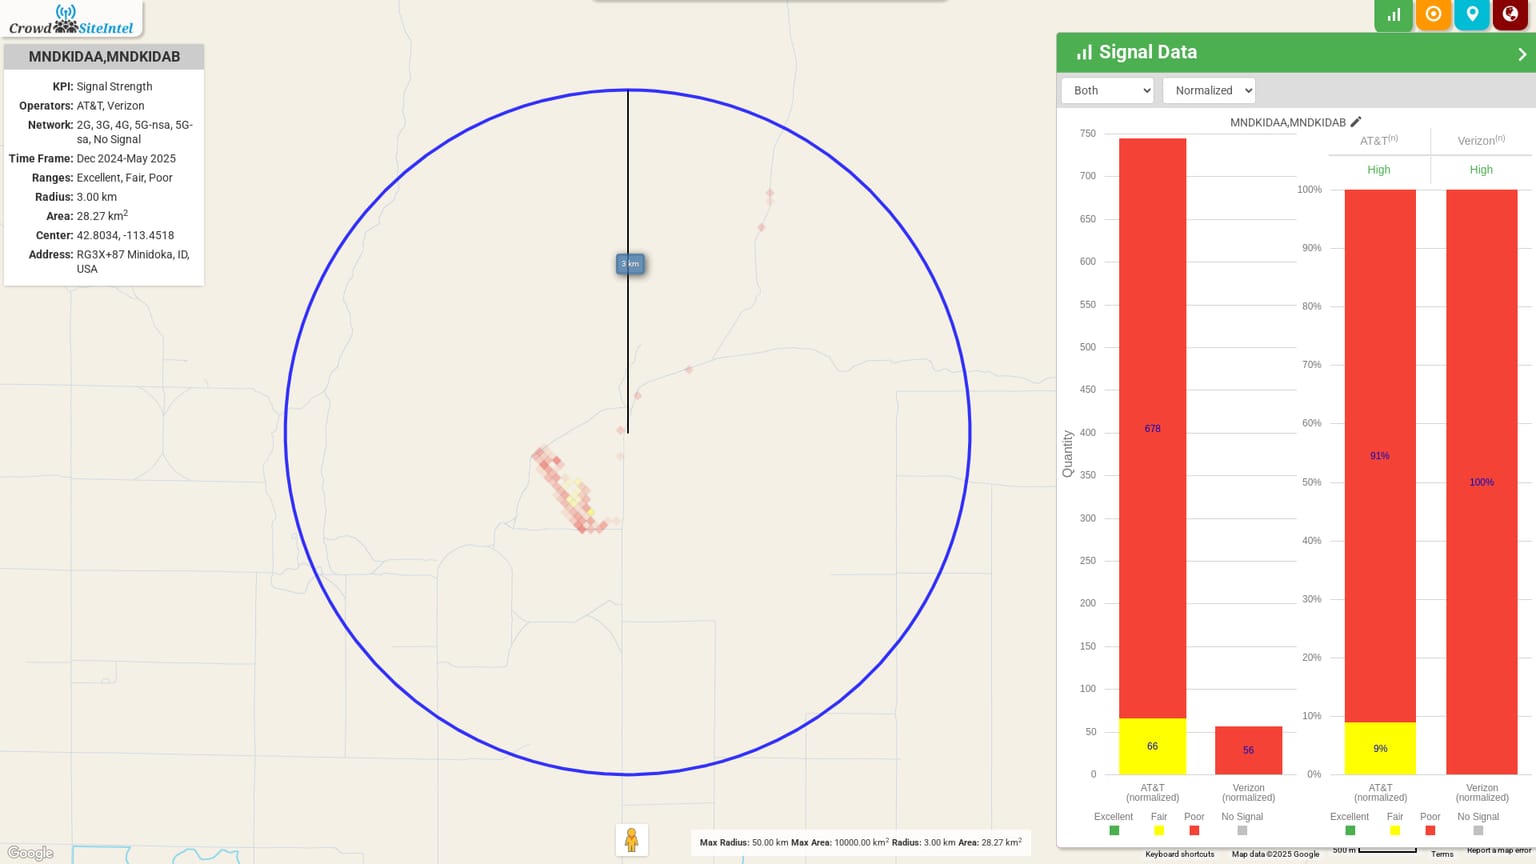 Crowd SiteIntel
MNDKIDAA,MNDKIDAB
KPI: Signal Strength
Operators: AT&T, Verizon
Network: 2G, 3G, 4G, 5G-nsa, 5G-
sa, No Signal
Time Frame: Dec 2024-May 2025
Ranges: Excellent, Fair, Poor
Radius: 3.00 km
Area: 28.27 km2
Center: 42.8034, -113.4518
Address: RG3X+87 Minidoka, ID,
USA
3 km
Signal Data
Both
Normalized
MNDKIDAA,MNDKIDAB
AT&T(n)
Verizon(n)
High
High
Quantity
750
700
650
600
550
500
450
400
350
300
250
200
150
100
50
0
678
66
56
AT&T
(normalized)
Verizon
(normalized)
Excellent Fair Poor No Signal
100%
90%
80%
70%
60%
50%
40%
30%
20%
10%
0%
91%
9%
100%
AT&T
(normalized)
Verizon
(normalized)
Excellent Fair Poor No Signal
Max Radius: 50.00 km Max Area: 10000.00 km2 Radius: 3.00 km Area: 28.27 km2
Google
Keyboard shortcuts
Map data ©2025 Google
500 m
Terms
Report a map error